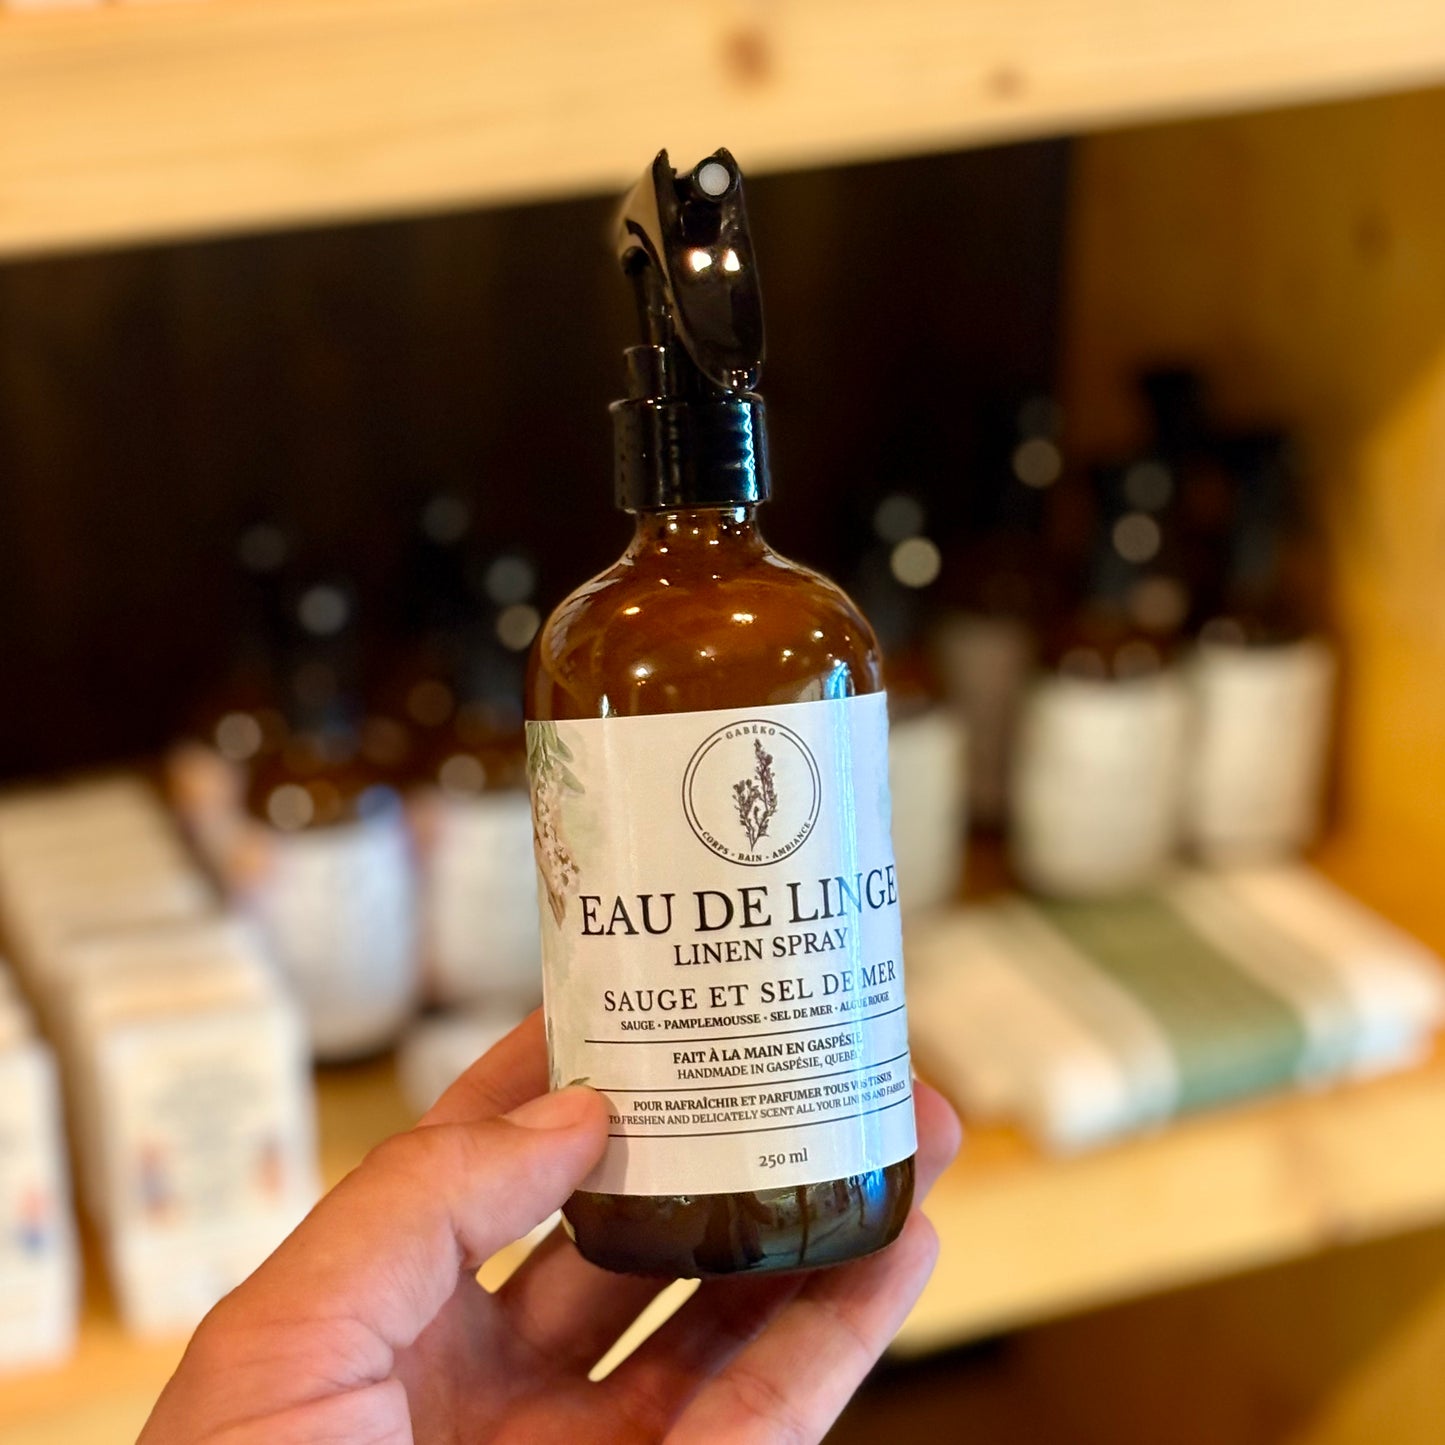 GABÉKO
CORPS • BAIN • AMBIANCE
EAU DE LINGE
LINEN SPRAY
SAUGE ET SEL DE MER
SAUGE • PAMPLEMOUSSE • SEL DE MER • ALGUE ROUGE
FAIT À LA MAIN EN GASPÉSIE
HANDMADE IN GASPÉSIE, QUEBEC
POUR RAFRAÎCHIR ET PARFUMER TOUS VOS TISSUS
TO FRESHEN AND DELICATELY SCENT ALL YOUR LINENS AND FABRICS
250 ml